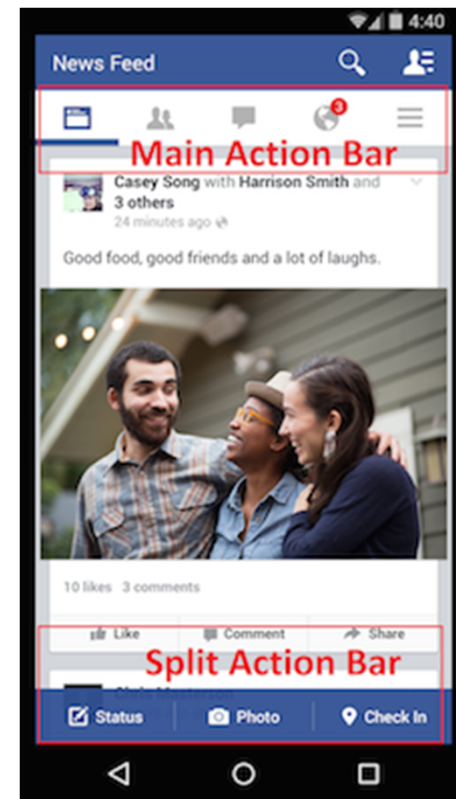 4:40
News Feed
3
Main Action Bar
Casey Song with Harrison Smith and
3 others
24 minutes ago
Good food, good friends and a lot of laughs.
10 likes 3 comments
Like Comment Share
Split Action Bar
Status Photo Check In